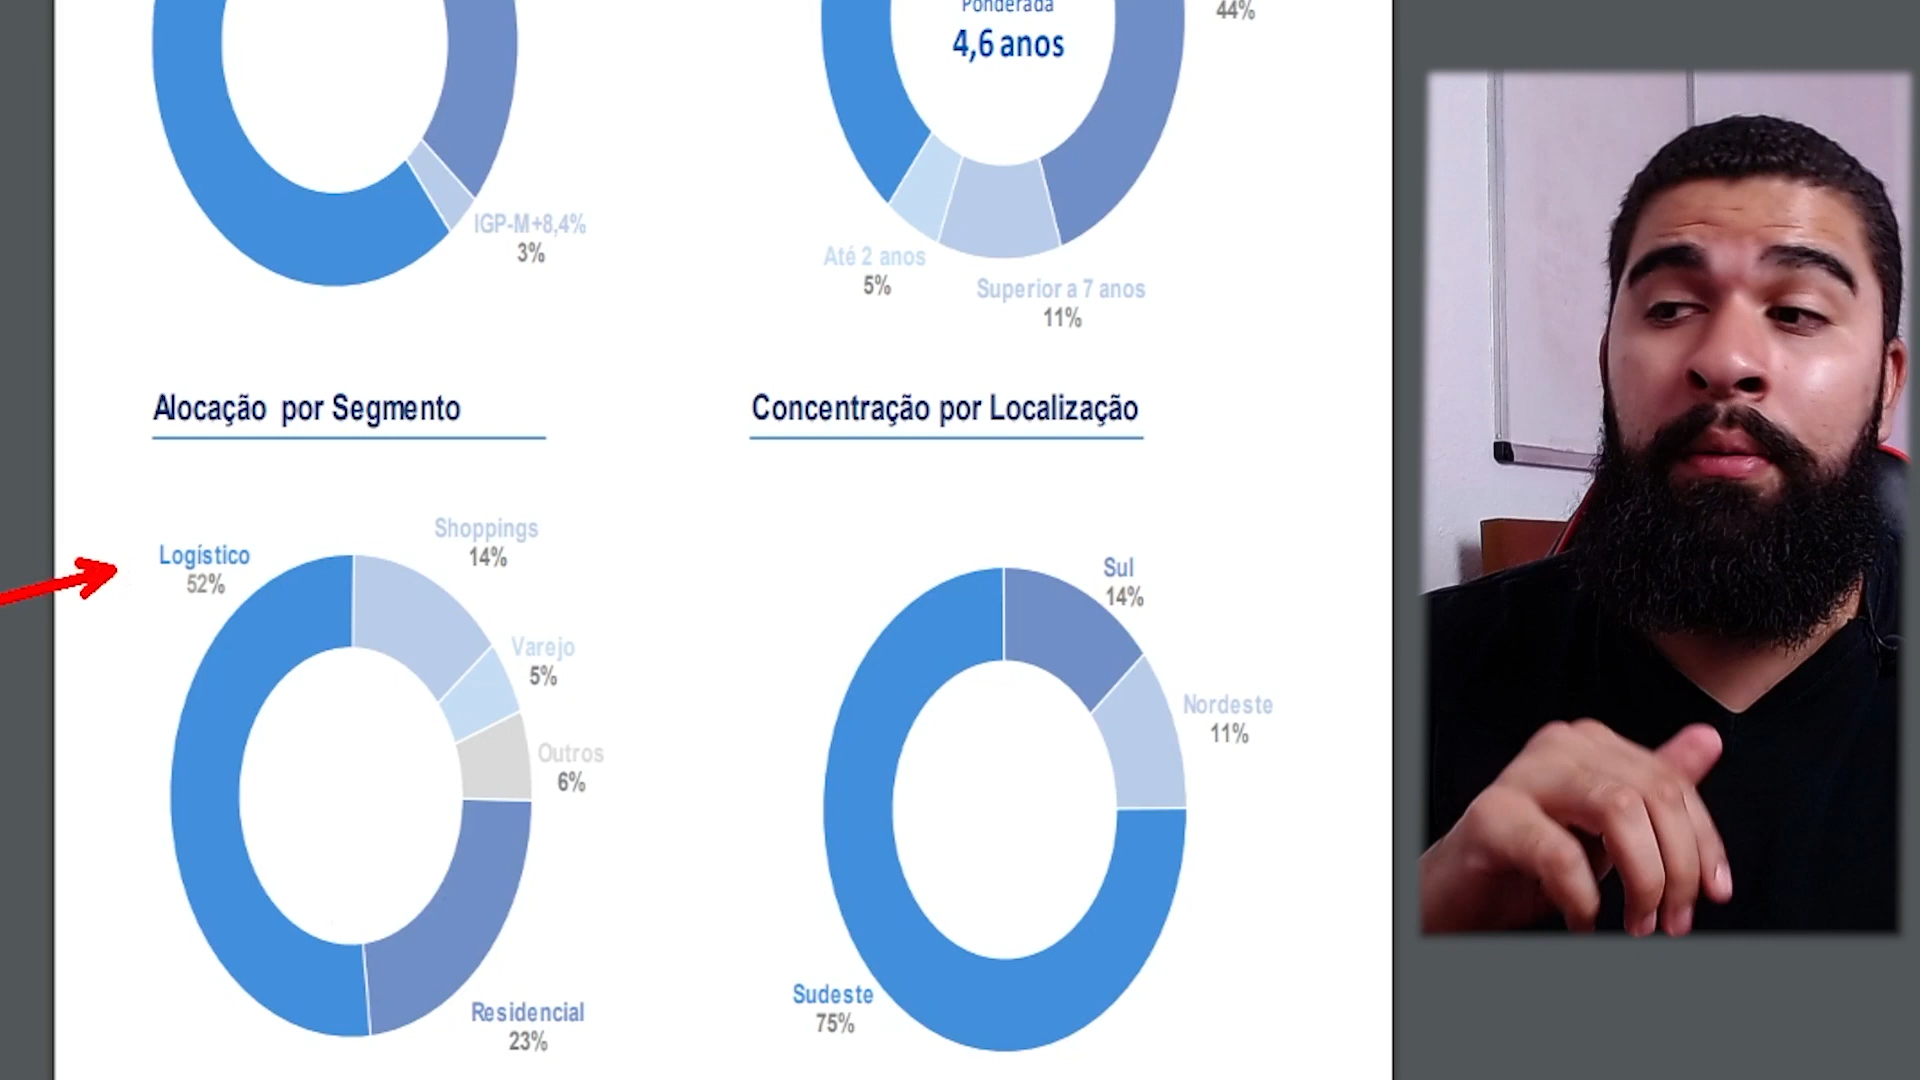 Ponderada
4,6 anos
44%
IGP-M+8,4%
3%
Até 2 anos
5%
Superior a 7 anos
11%
Alocação por Segmento
Concentração por Localização
Logístico
52%
Shoppings
14%
Varejo
5%
Outros
6%
Residencial
23%
Sul
14%
Nordeste
11%
Sudeste
75%